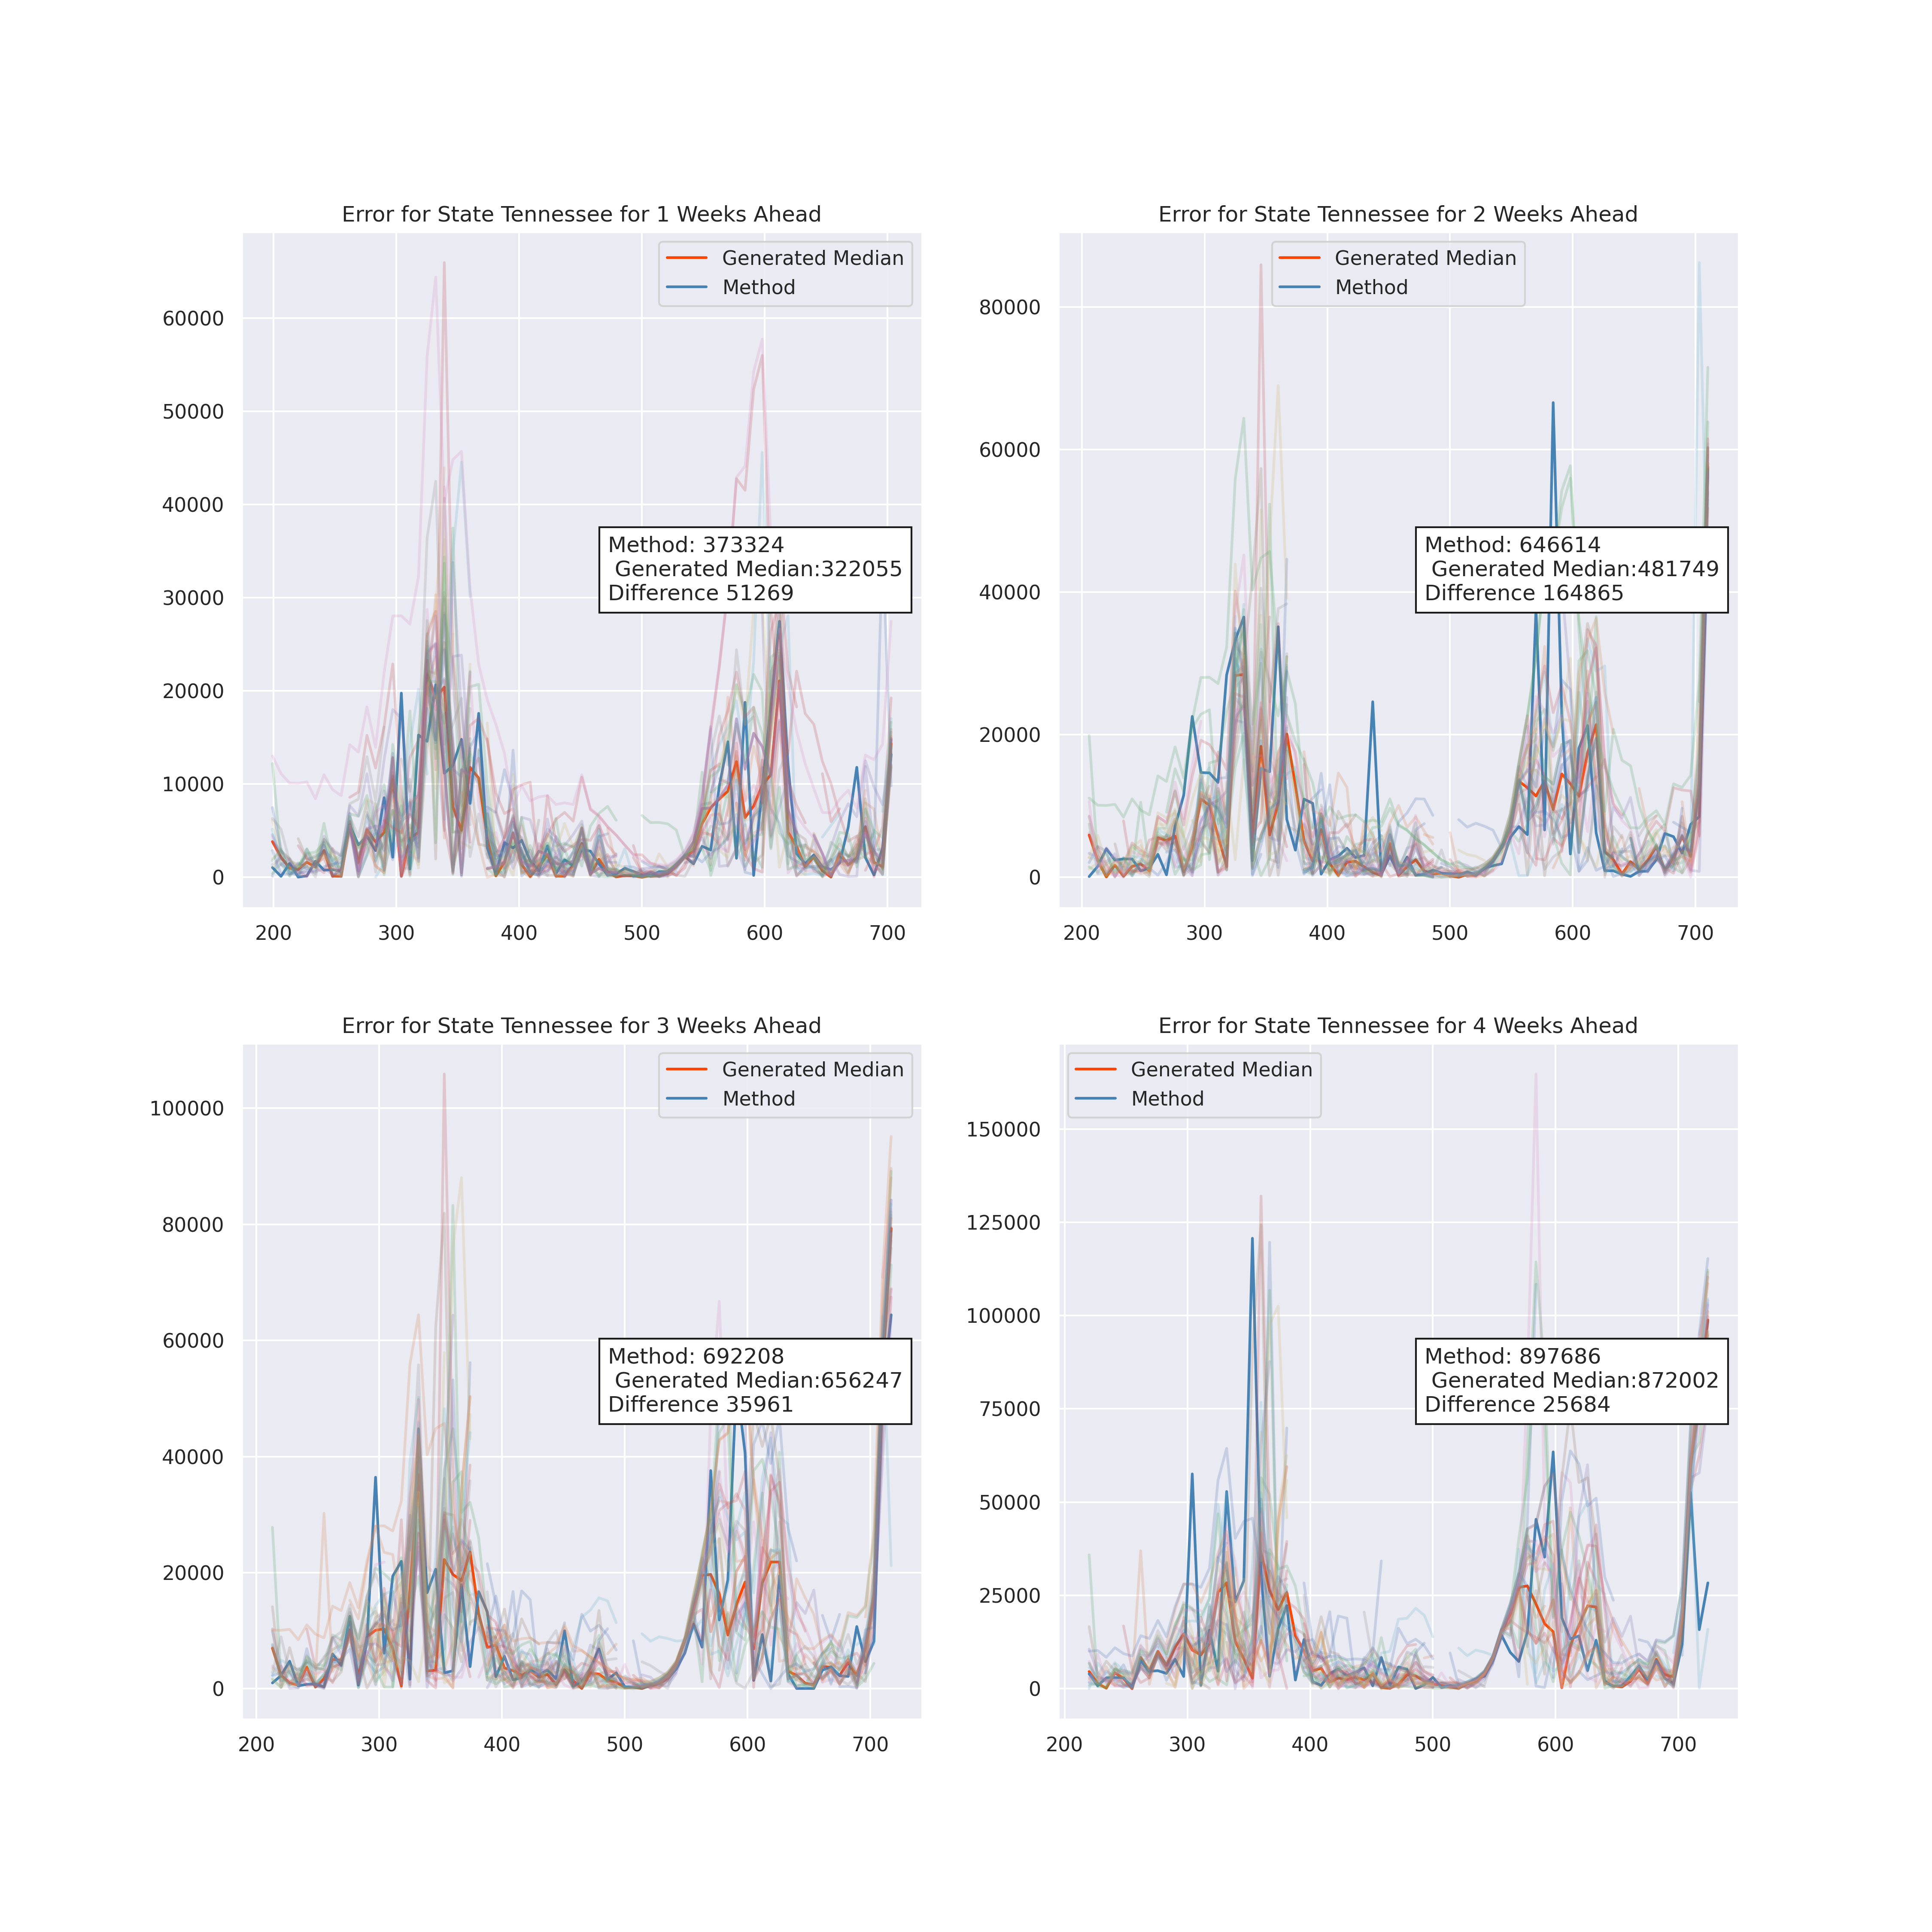 Error for State Tennessee for 1 Weeks Ahead
Generated Median
Method
60000
50000
40000
30000
20000
10000
0
Method: 373324
Generated Median:322055
Difference 51269
200 300 400 500 600 700
Error for State Tennessee for 2 Weeks Ahead
Generated Median
Method
80000
60000
40000
20000
0
Method: 646614
Generated Median:481749
Difference 164865
200 300 400 500 600 700
Error for State Tennessee for 3 Weeks Ahead
Generated Median
Method
100000
80000
60000
40000
20000
0
Method: 692208
Generated Median:656247
Difference 35961
200 300 400 500 600 700
Error for State Tennessee for 4 Weeks Ahead
Generated Median
Method
150000
125000
100000
75000
50000
25000
0
Method: 897686
Generated Median:872002
Difference 25684
200 300 400 500 600 700